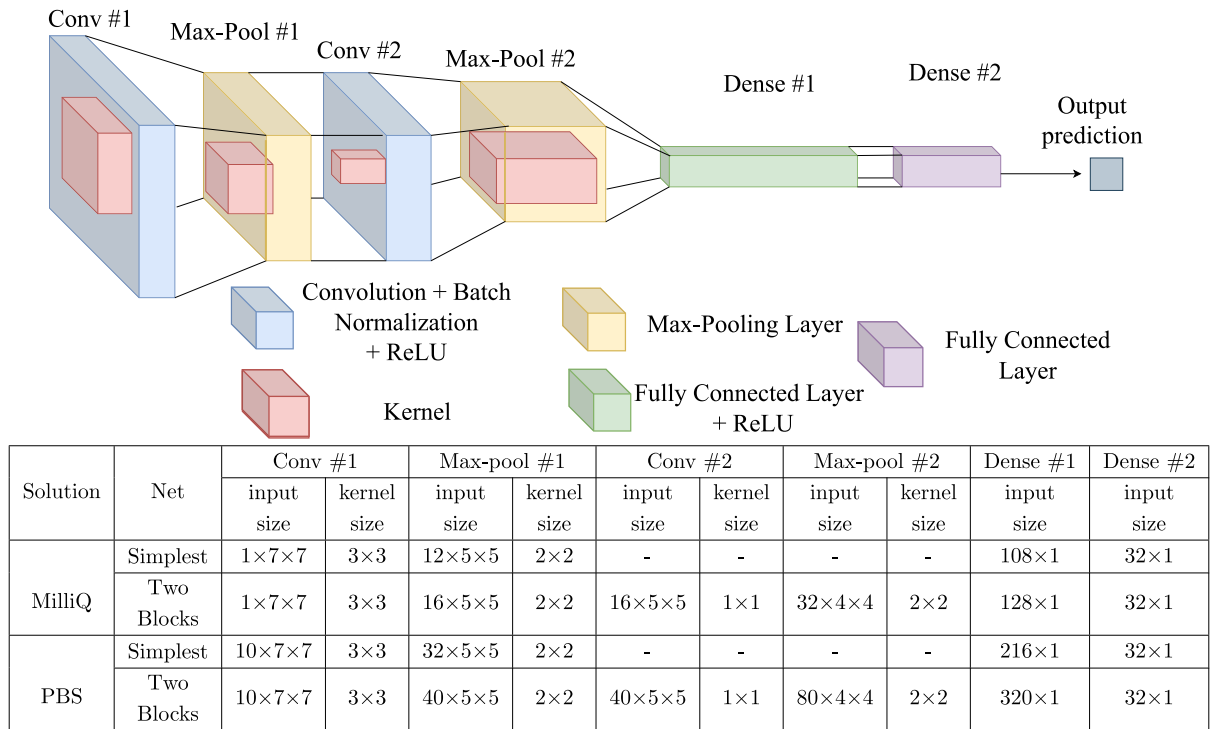 Conv #1
Max-Pool #1
Conv #2
Max-Pool #2
Dense #1
Dense #2
Output
prediction
Convolution + Batch
Normalization
+ ReLU
Max-Pooling Layer
Fully Connected
Layer
Kernel
Fully Connected Layer
+ ReLU
Solution Net Conv #1 Max-pool #1 Conv #2 Max-pool #2 Dense #1 Dense #2
input size kernel size input size kernel size input size kernel size input size kernel size input size input size
MilliQ Simplest 1×7×7 3×3 12×5×5 2×2 - - - - 108×1 32×1
Two Blocks 1×7×7 3×3 16×5×5 2×2 16×5×5 1×1 32×4×4 2×2 128×1 32×1
PBS Simplest 10×7×7 3×3 32×5×5 2×2 - - - - 216×1 32×1
Two Blocks 10×7×7 3×3 40×5×5 2×2 40×5×5 1×1 80×4×4 2×2 320×1 32×1